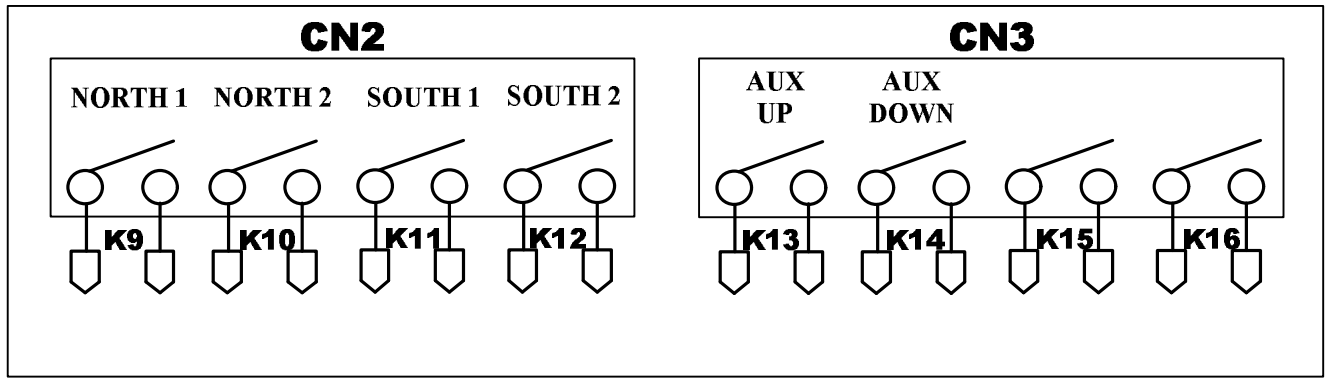 CN2 CN3
NORTH 1 NORTH 2 SOUTH 1 SOUTH 2
AUX UP
AUX DOWN
K9 K10 K11 K12 K13 K14 K15 K16